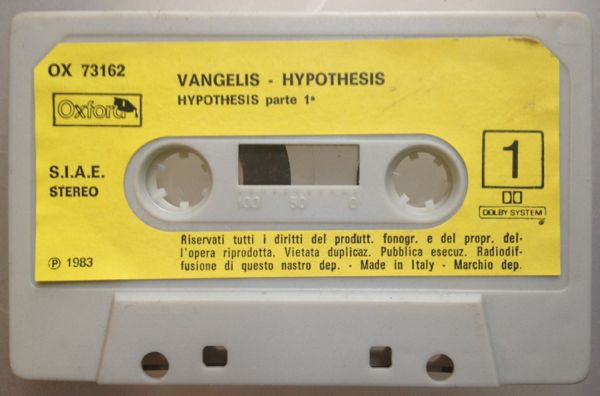 OX 73162
VANGELIS - HYPOTHESIS
HYPOTHESIS parte 1ª
Oxford
S.I.A.E.
STEREO
1
DOLBY SYSTEM
100 50 0
Riservati tutti i diritti del produtt. fonogr. e del propr. del-
l'opera riprodotta. Vietata duplicaz. Pubblica esecuz. Radiodif-
fusione di questo nastro dep. - Made in Italy - Marchio dep.
℗ 1983